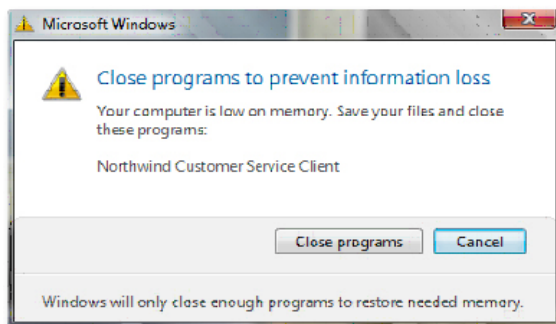 Microsoft Windows
Close programs to prevent information loss
Your computer is low on memory. Save your files and close
these programs:
Northwind Customer Service Client
Close programs
Cancel
Windows will only close enough programs to restore needed memory.